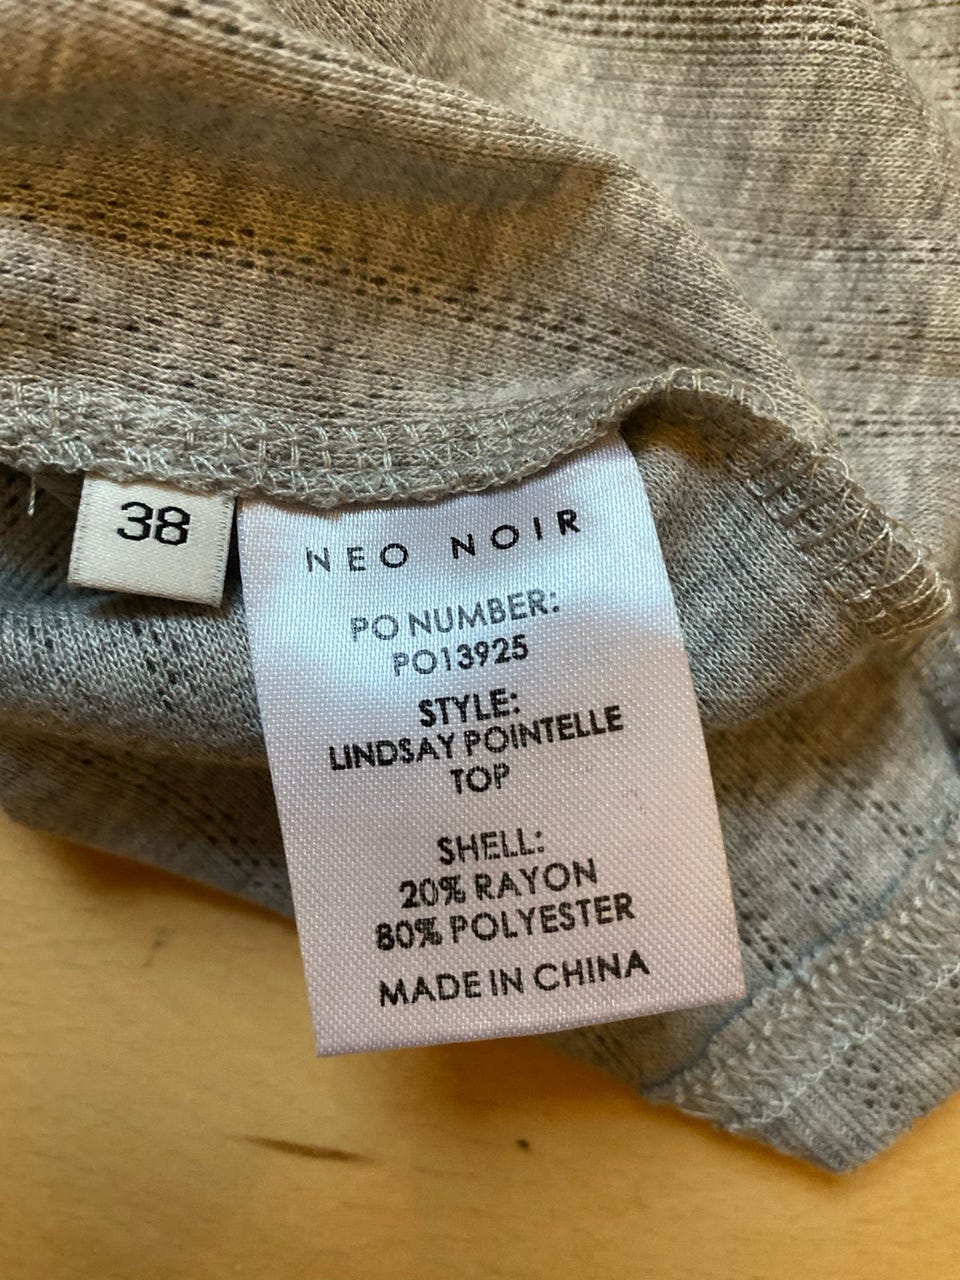 38
NEO NOIR
PO NUMBER:
PO13925
STYLE:
LINDSAY POINTELLE
TOP
SHELL:
20% RAYON
80% POLYESTER
MADE IN CHINA